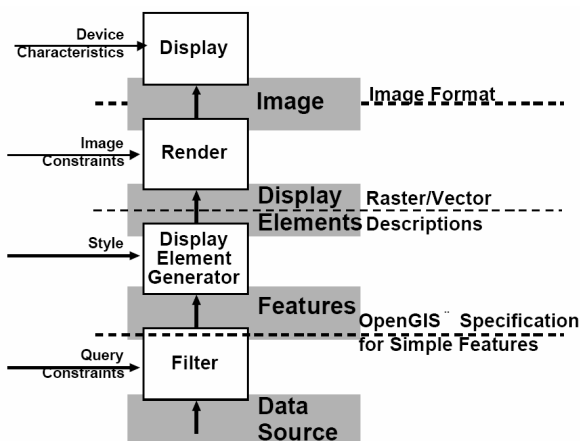 Device
Characteristics
Display
Image
Image Format
Image
Constraints
Render
Display
Elements
Raster/Vector
Descriptions
Style
Display
Element
Generator
Features
OpenGIS¨ Specification
for Simple Features
Query
Constraints
Filter
Data
Source